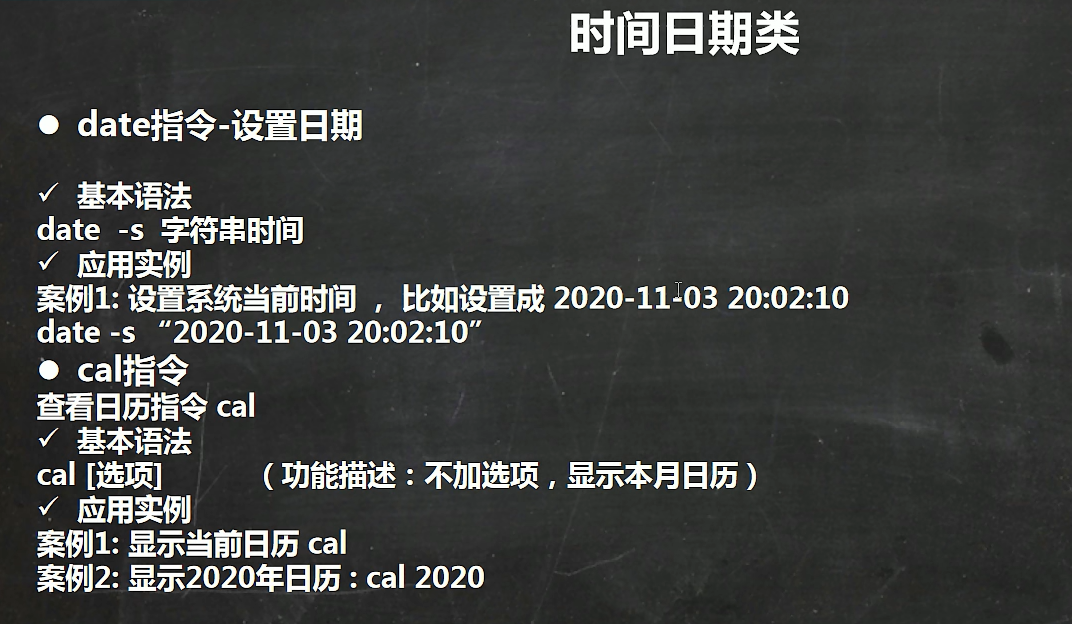 时间日期类
● date指令-设置日期
✓ 基本语法
date -s 字符串时间
✓ 应用实例
案例1: 设置系统当前时间 ， 比如设置成 2020-11-03 20:02:10
date -s “2020-11-03 20:02:10”
● cal指令
查看日历指令 cal
✓ 基本语法
cal [选项] （功能描述：不加选项，显示本月日历）
✓ 应用实例
案例1: 显示当前日历 cal
案例2: 显示2020年日历 : cal 2020